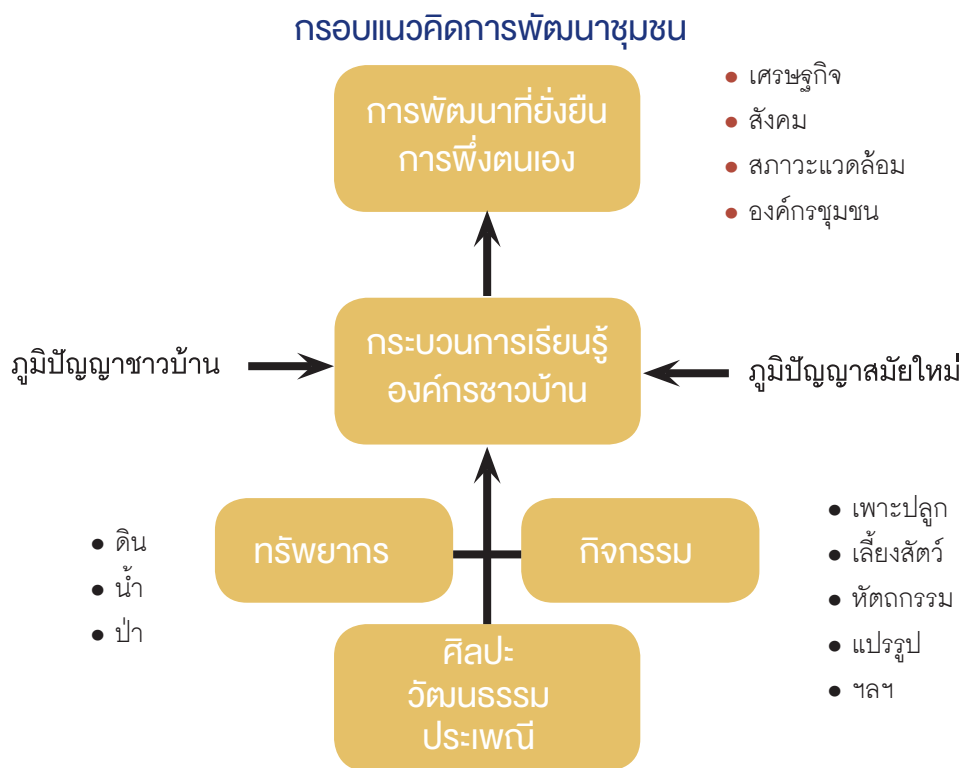 กรอบแนวคิดการพัฒนาชุมชน
การพัฒนาที่ยั่งยืน
การพึ่งตนเอง
• เศรษฐกิจ
• สังคม
• สภาวะแวดล้อม
• องค์กรชุมชน
ภูมิปัญญาชาวบ้าน
กระบวนการเรียนรู้
องค์กรชาวบ้าน
ภูมิปัญญาสมัยใหม่
• ดิน
• น้ำ
• ป่า
ทรัพยากร
กิจกรรม
• เพาะปลูก
• เลี้ยงสัตว์
• หัตถกรรม
• แปรรูป
• ฯลฯ
ศิลปะ
วัฒนธรรม
ประเพณี